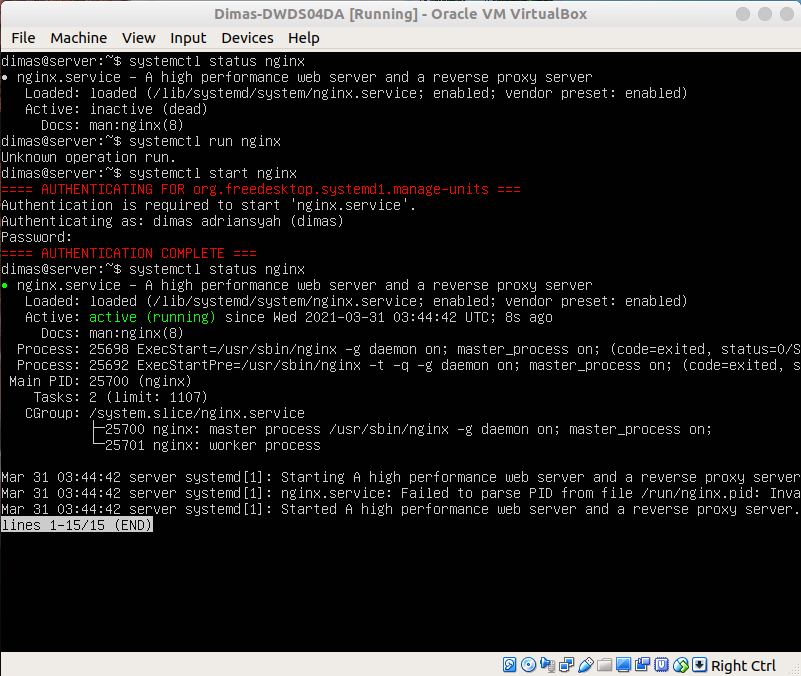 Dimas-DWDS04DA [Running] - Oracle VM VirtualBox
File Machine View Input Devices Help
dimas@server:~$ systemctl status nginx
● nginx.service - A high performance web server and a reverse proxy server
Loaded: loaded (/lib/systemd/system/nginx.service; enabled; vendor preset: enabled)
Active: inactive (dead)
Docs: man:nginx(8)
dimas@server:~$ systemctl run nginx
Unknown operation run.
dimas@server:~$ systemctl start nginx
==== AUTHENTICATING FOR org.freedesktop.systemd1.manage-units ===
Authentication is required to start 'nginx.service'.
Authenticating as: dimas adriansyah (dimas)
Password:
==== AUTHENTICATION COMPLETE ===
dimas@server:~$ systemctl status nginx
● nginx.service - A high performance web server and a reverse proxy server
Loaded: loaded (/lib/systemd/system/nginx.service; enabled; vendor preset: enabled)
Active: active (running) since Wed 2021-03-31 03:44:42 UTC; 8s ago
Docs: man:nginx(8)
Process: 25698 ExecStart=/usr/sbin/nginx -g daemon on; master_process on; (code=exited, status=0/S
Process: 25692 ExecStartPre=/usr/sbin/nginx -t -q -g daemon on; master_process on; (code=exited, s
Main PID: 25700 (nginx)
Tasks: 2 (limit: 1107)
CGroup: /system.slice/nginx.service
├─25700 nginx: master process /usr/sbin/nginx -g daemon on; master_process on;
└─25701 nginx: worker process
Mar 31 03:44:42 server systemd[1]: Starting A high performance web server and a reverse proxy server
Mar 31 03:44:42 server systemd[1]: nginx.service: Failed to parse PID from file /run/nginx.pid: Inva
Mar 31 03:44:42 server systemd[1]: Started A high performance web server and a reverse proxy server.
lines 1-15/15 (END)
Right Ctrl